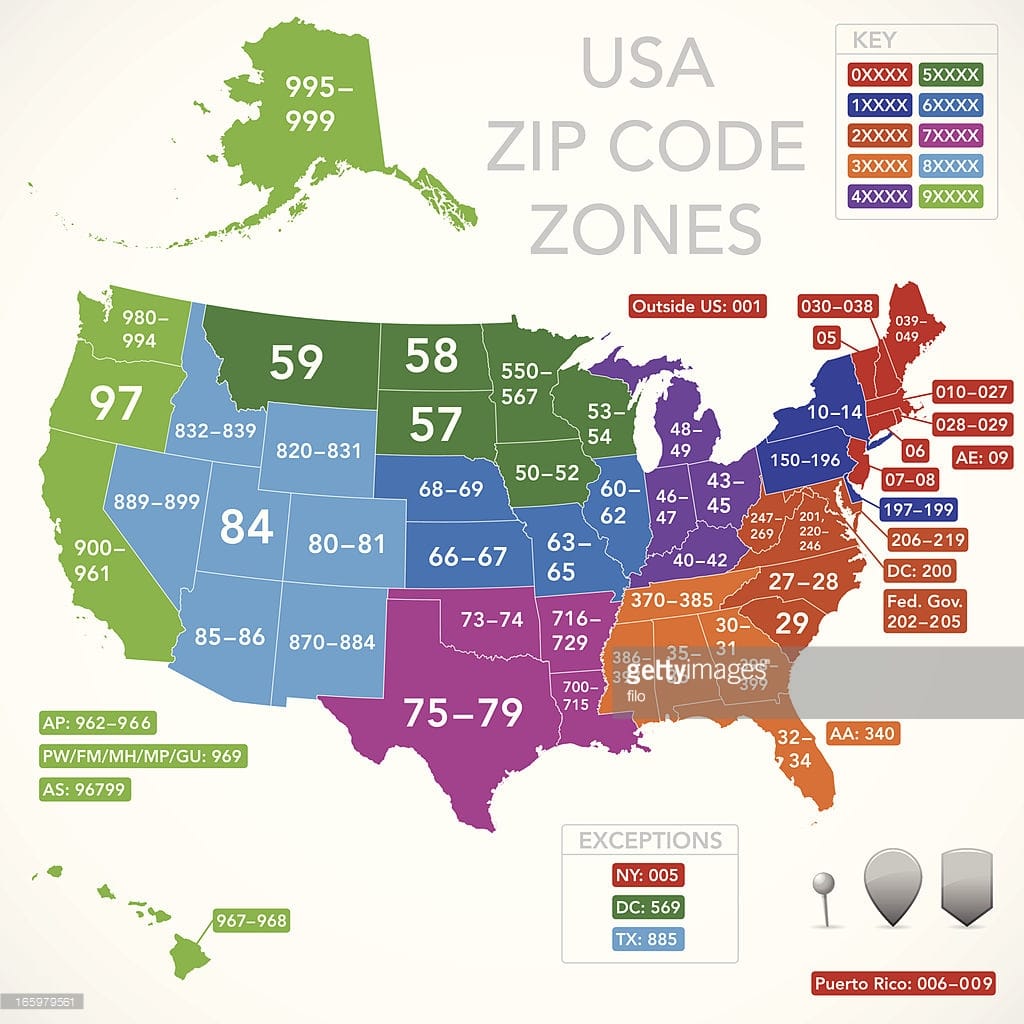 USA
ZIP CODE
ZONES
KEY
0XXXX 5XXXX
1XXXX 6XXXX
2XXXX 7XXXX
3XXXX 8XXXX
4XXXX 9XXXX
995–
999
Outside US: 001
030–038
039–
049
05
010–027
028–029
06
AE: 09
07–08
197–199
206–219
DC: 200
Fed. Gov.
202–205
980–
994
97
832–839
59
58
57
550–
567
53–
54
50–52
820–831
889–899
84
80–81
900–
961
85–86
870–884
68–69
66–67
60–
62
63–
65
48–
49
46–
47
43–
45
40–42
10–14
150–196
247–
269
201,
220–
246
27–28
29
370–385
30–
31
386–
35–
399
73–74
716–
729
700–
715
75–79
32–
34
AA: 340
gettyimages
filo
AP: 962–966
PW/FM/MH/MP/GU: 969
AS: 96799
967–968
EXCEPTIONS
NY: 005
DC: 569
TX: 885
Puerto Rico: 006–009
165979561